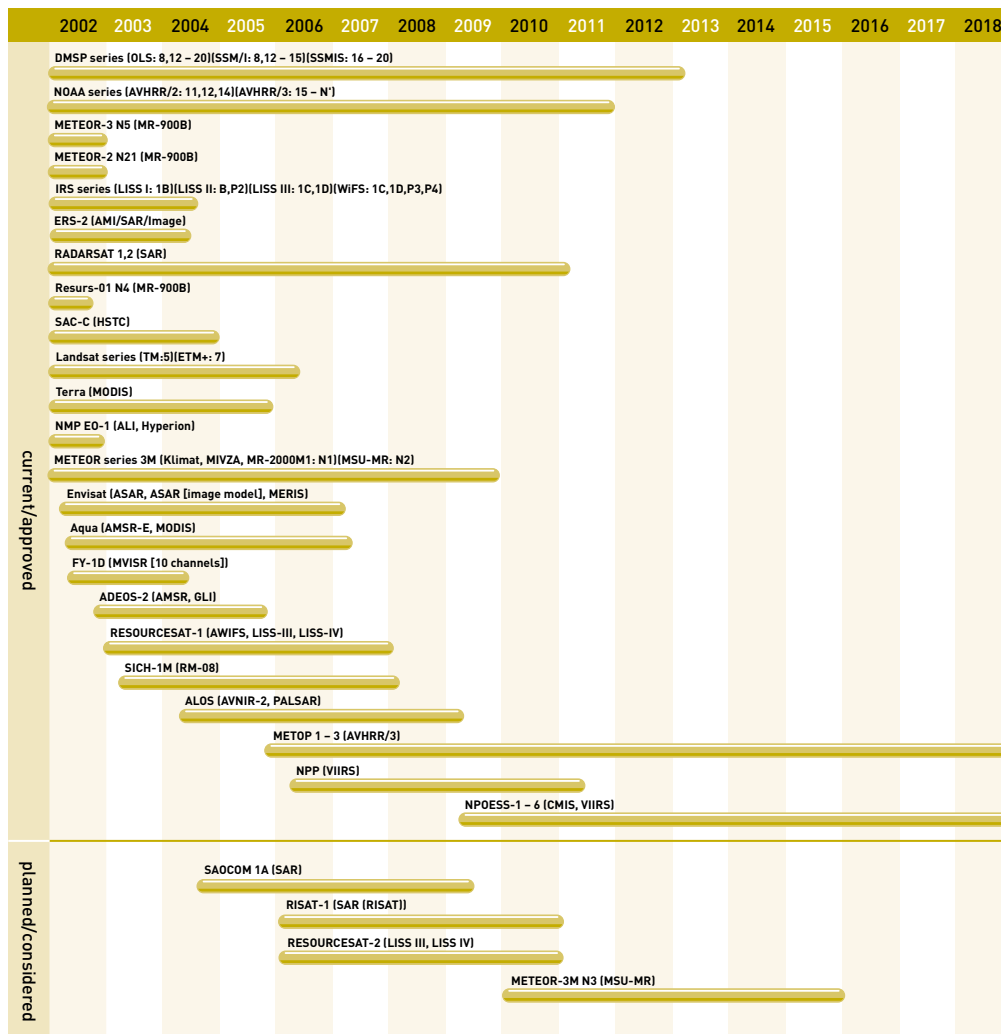 2002 2003 2004 2005 2006 2007 2008 2009 2010 2011 2012 2013 2014 2015 2016 2017 2018
current/approved
DMSP series (OLS: 8,12 – 20)(SSM/I: 8,12 – 15)(SSMIS: 16 – 20)
NOAA series (AVHRR/2: 11,12,14)(AVHRR/3: 15 – N')
METEOR-3 N5 (MR-900B)
METEOR-2 N21 (MR-900B)
IRS series (LISS I: 1B)(LISS II: B,P2)(LISS III: 1C,1D)(WiFS: 1C,1D,P3,P4)
ERS-2 (AMI/SAR/Image)
RADARSAT 1,2 (SAR)
Resurs-01 N4 (MR-900B)
SAC-C (HSTC)
Landsat series (TM:5)(ETM+: 7)
Terra (MODIS)
NMP EO-1 (ALI, Hyperion)
METEOR series 3M (Klimat, MIVZA, MR-2000M1: N1)(MSU-MR: N2)
Envisat (ASAR, ASAR [image model], MERIS)
Aqua (AMSR-E, MODIS)
FY-1D (MVISR [10 channels])
ADEOS-2 (AMSR, GLI)
RESOURCESAT-1 (AWIFS, LISS-III, LISS-IV)
SICH-1M (RM-08)
ALOS (AVNIR-2, PALSAR)
METOP 1 – 3 (AVHRR/3)
NPP (VIIRS)
NPOESS-1 – 6 (CMIS, VIIRS)
planned/considered
SAOCOM 1A (SAR)
RISAT-1 (SAR (RISAT))
RESOURCESAT-2 (LISS III, LISS IV)
METEOR-3M N3 (MSU-MR)